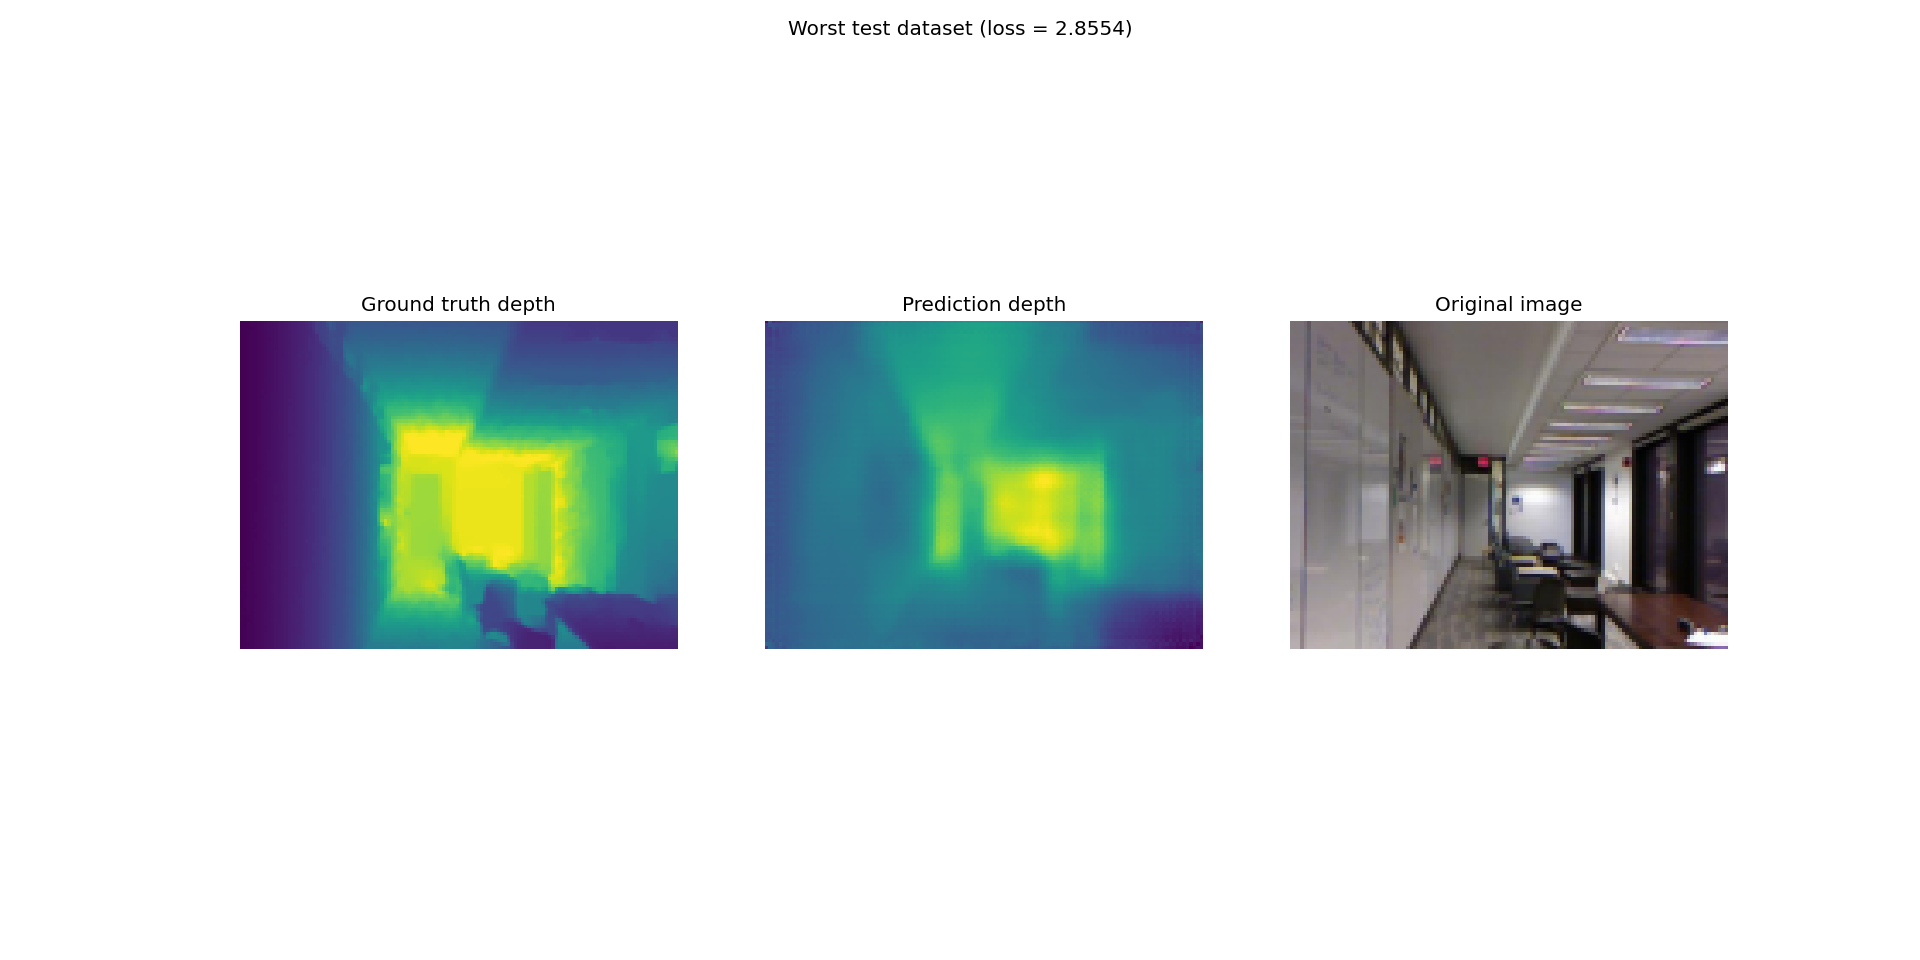 Worst test dataset (loss = 2.8554)
Ground truth depth
Prediction depth
Original image